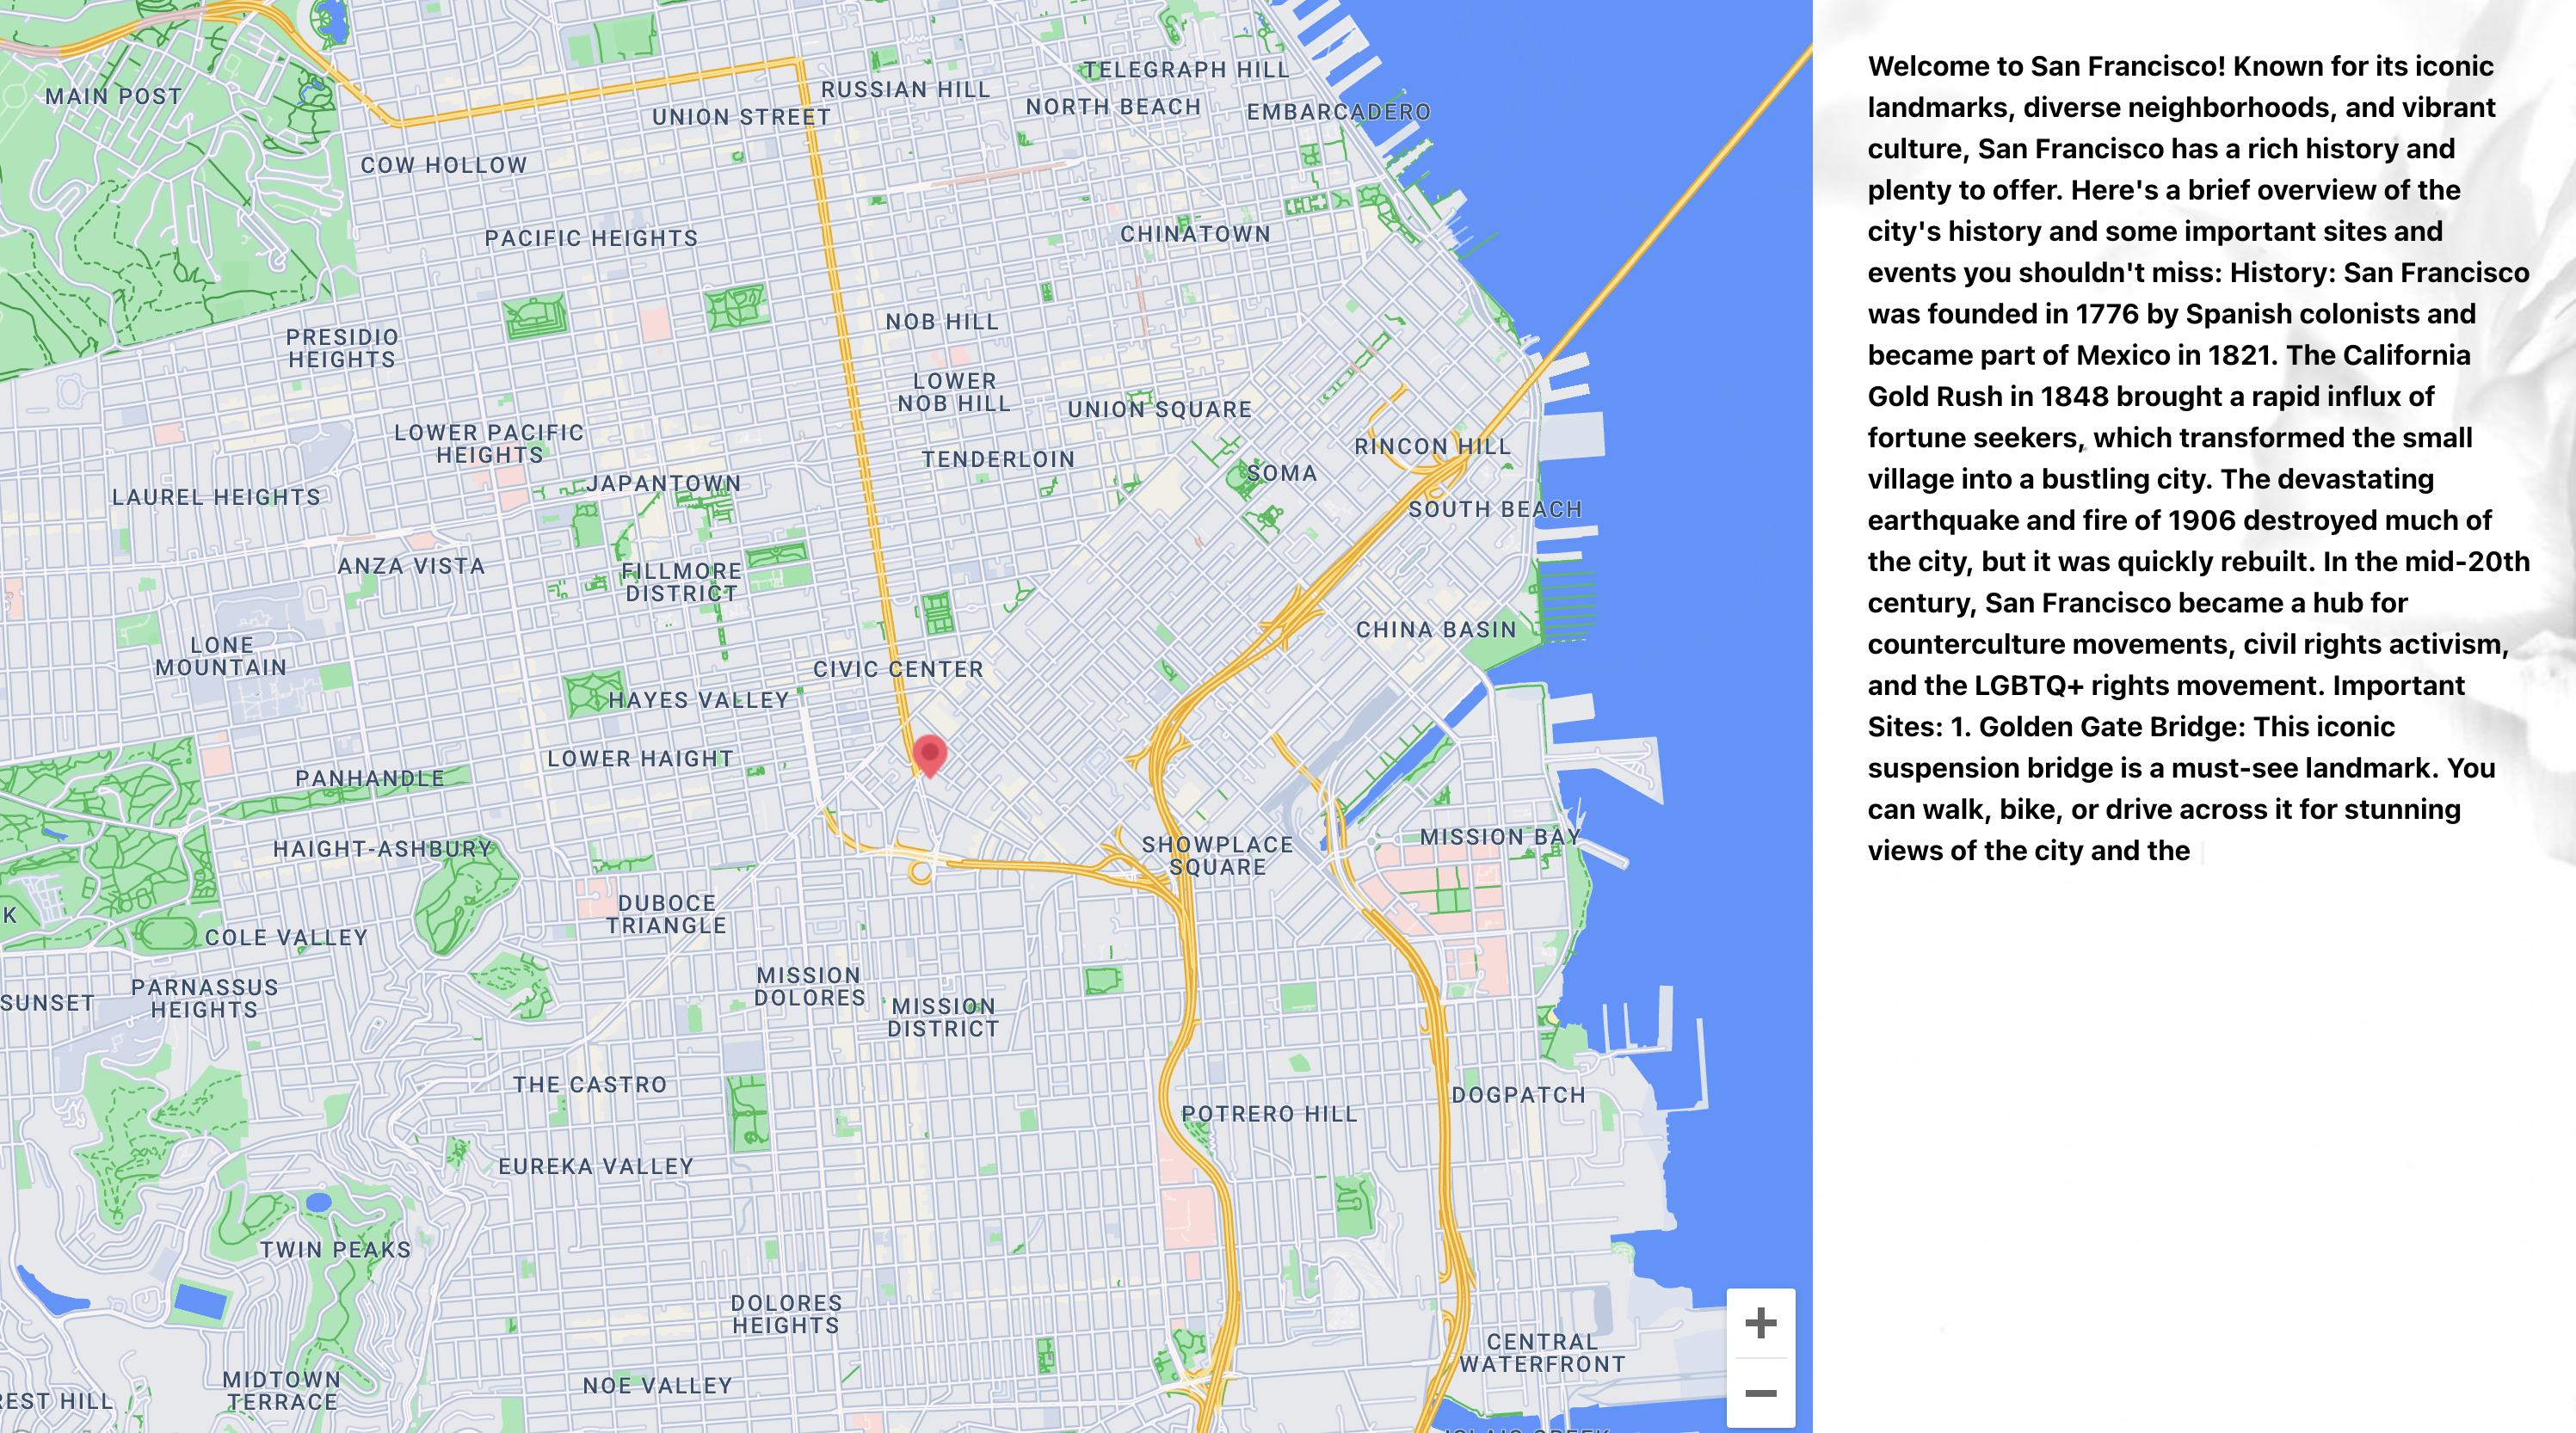 MAIN POST
COW HOLLOW
UNION STREET
RUSSIAN HILL
TELEGRAPH HILL
NORTH BEACH
EMBARCADERO
PACIFIC HEIGHTS
CHINATOWN
PRESIDIO
HEIGHTS
NOB HILL
LOWER
NOB HILL
UNION SQUARE
LOWER PACIFIC
HEIGHTS
RINCON HILL
TENDERLOIN
SOMA
JAPANTOWN
LAUREL HEIGHTS
SOUTH BEACH
ANZA VISTA
FILLMORE
DISTRICT
CHINA BASIN
LONE
MOUNTAIN
CIVIC CENTER
HAYES VALLEY
LOWER HAIGHT
PANHANDLE
HAIGHT-ASHBURY
SHOWPLACE
SQUARE
MISSION BAY
K
DUBOCE
TRIANGLE
COLE VALLEY
MISSION
DOLORES
PARNASSUS
HEIGHTS
SUNSET
MISSION
DISTRICT
THE CASTRO
DOGPATCH
POTRERO HILL
EUREKA VALLEY
TWIN PEAKS
DOLORES
HEIGHTS
CENTRAL
WATERFRONT
MIDTOWN
TERRACE
NOE VALLEY
REST HILL
ISLAIS CREEK
+
−
Welcome to San Francisco! Known for its iconic
landmarks, diverse neighborhoods, and vibrant
culture, San Francisco has a rich history and
plenty to offer. Here's a brief overview of the
city's history and some important sites and
events you shouldn't miss: History: San Francisco
was founded in 1776 by Spanish colonists and
became part of Mexico in 1821. The California
Gold Rush in 1848 brought a rapid influx of
fortune seekers, which transformed the small
village into a bustling city. The devastating
earthquake and fire of 1906 destroyed much of
the city, but it was quickly rebuilt. In the mid-20th
century, San Francisco became a hub for
counterculture movements, civil rights activism,
and the LGBTQ+ rights movement. Important
Sites: 1. Golden Gate Bridge: This iconic
suspension bridge is a must-see landmark. You
can walk, bike, or drive across it for stunning
views of the city and the